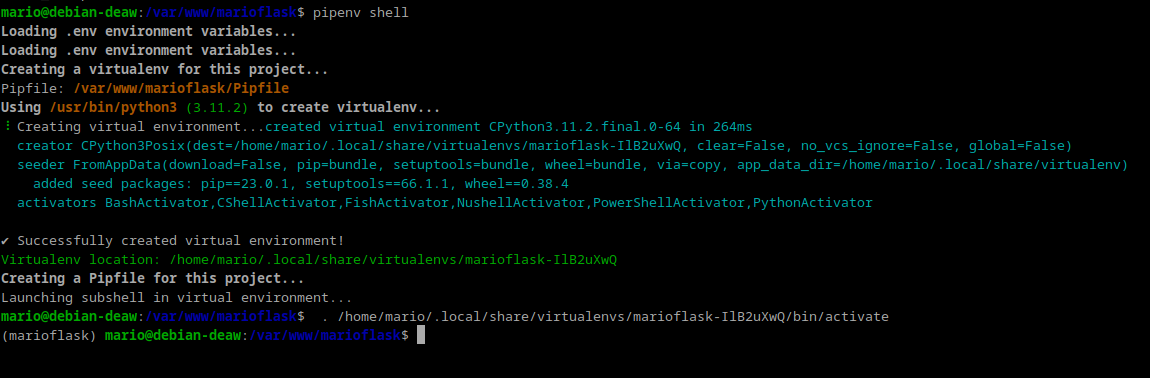 mario@debian-deaw:/var/www/marioflask$ pipenv shell
Loading .env environment variables...
Loading .env environment variables...
Creating a virtualenv for this project...
Pipfile: /var/www/marioflask/Pipfile
Using /usr/bin/python3 (3.11.2) to create virtualenv...
⠸ Creating virtual environment...created virtual environment CPython3.11.2.final.0-64 in 264ms
  creator CPython3Posix(dest=/home/mario/.local/share/virtualenvs/marioflask-IlB2uXwQ, clear=False, no_vcs_ignore=False, global=False)
  seeder FromAppData(download=False, pip=bundle, setuptools=bundle, wheel=bundle, via=copy, app_data_dir=/home/mario/.local/share/virtualenv)
    added seed packages: pip==23.0.1, setuptools==66.1.1, wheel==0.38.4
  activators BashActivator,CShellActivator,FishActivator,NushellActivator,PowerShellActivator,PythonActivator
✔ Successfully created virtual environment!
Virtualenv location: /home/mario/.local/share/virtualenvs/marioflask-IlB2uXwQ
Creating a Pipfile for this project...
Launching subshell in virtual environment...
mario@debian-deaw:/var/www/marioflask$  . /home/mario/.local/share/virtualenvs/marioflask-IlB2uXwQ/bin/activate
(marioflask) mario@debian-deaw:/var/www/marioflask$